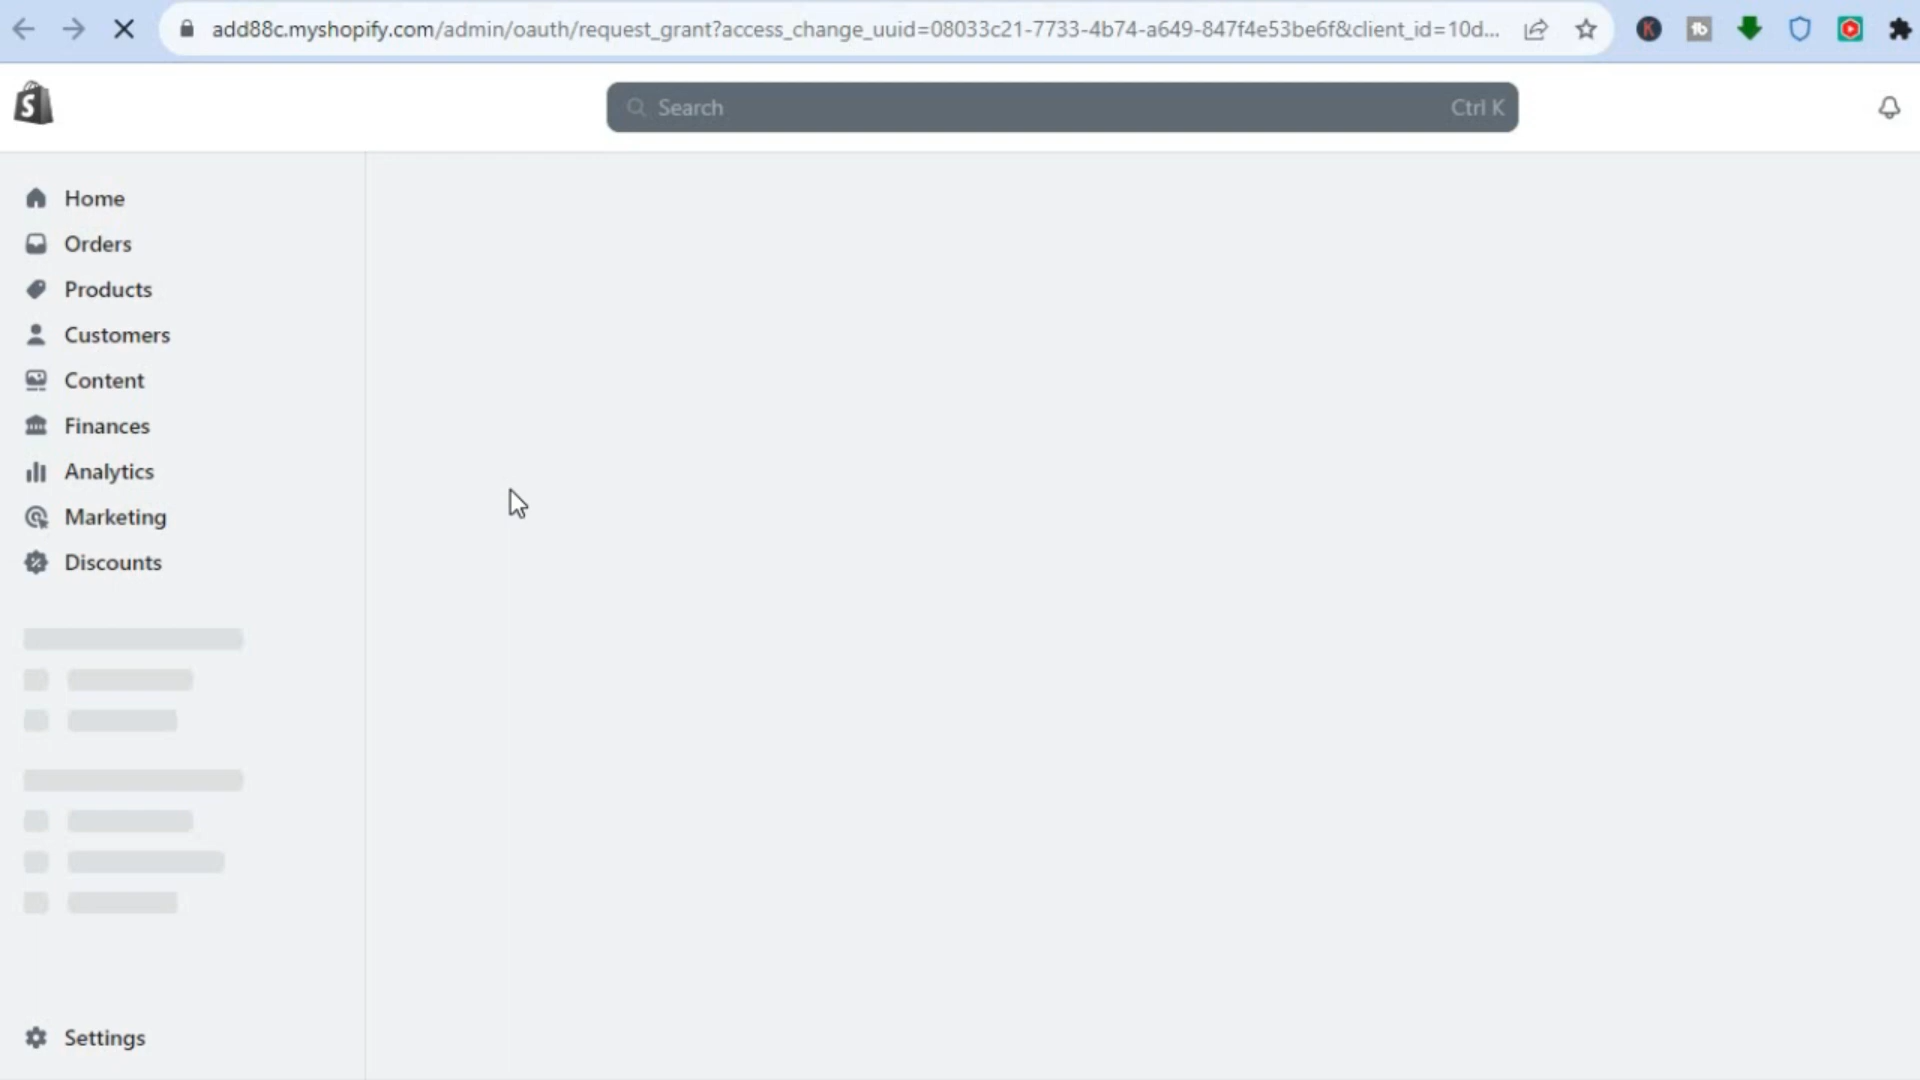 add88c.myshopify.com/admin/oauth/request_grant?access_change_uuid=08033c21-7733-4b74-a649-847f4e53be6f&client_id=10d...
Search Ctrl K
Home
Orders
Products
Customers
Content
Finances
Analytics
Marketing
Discounts
Settings